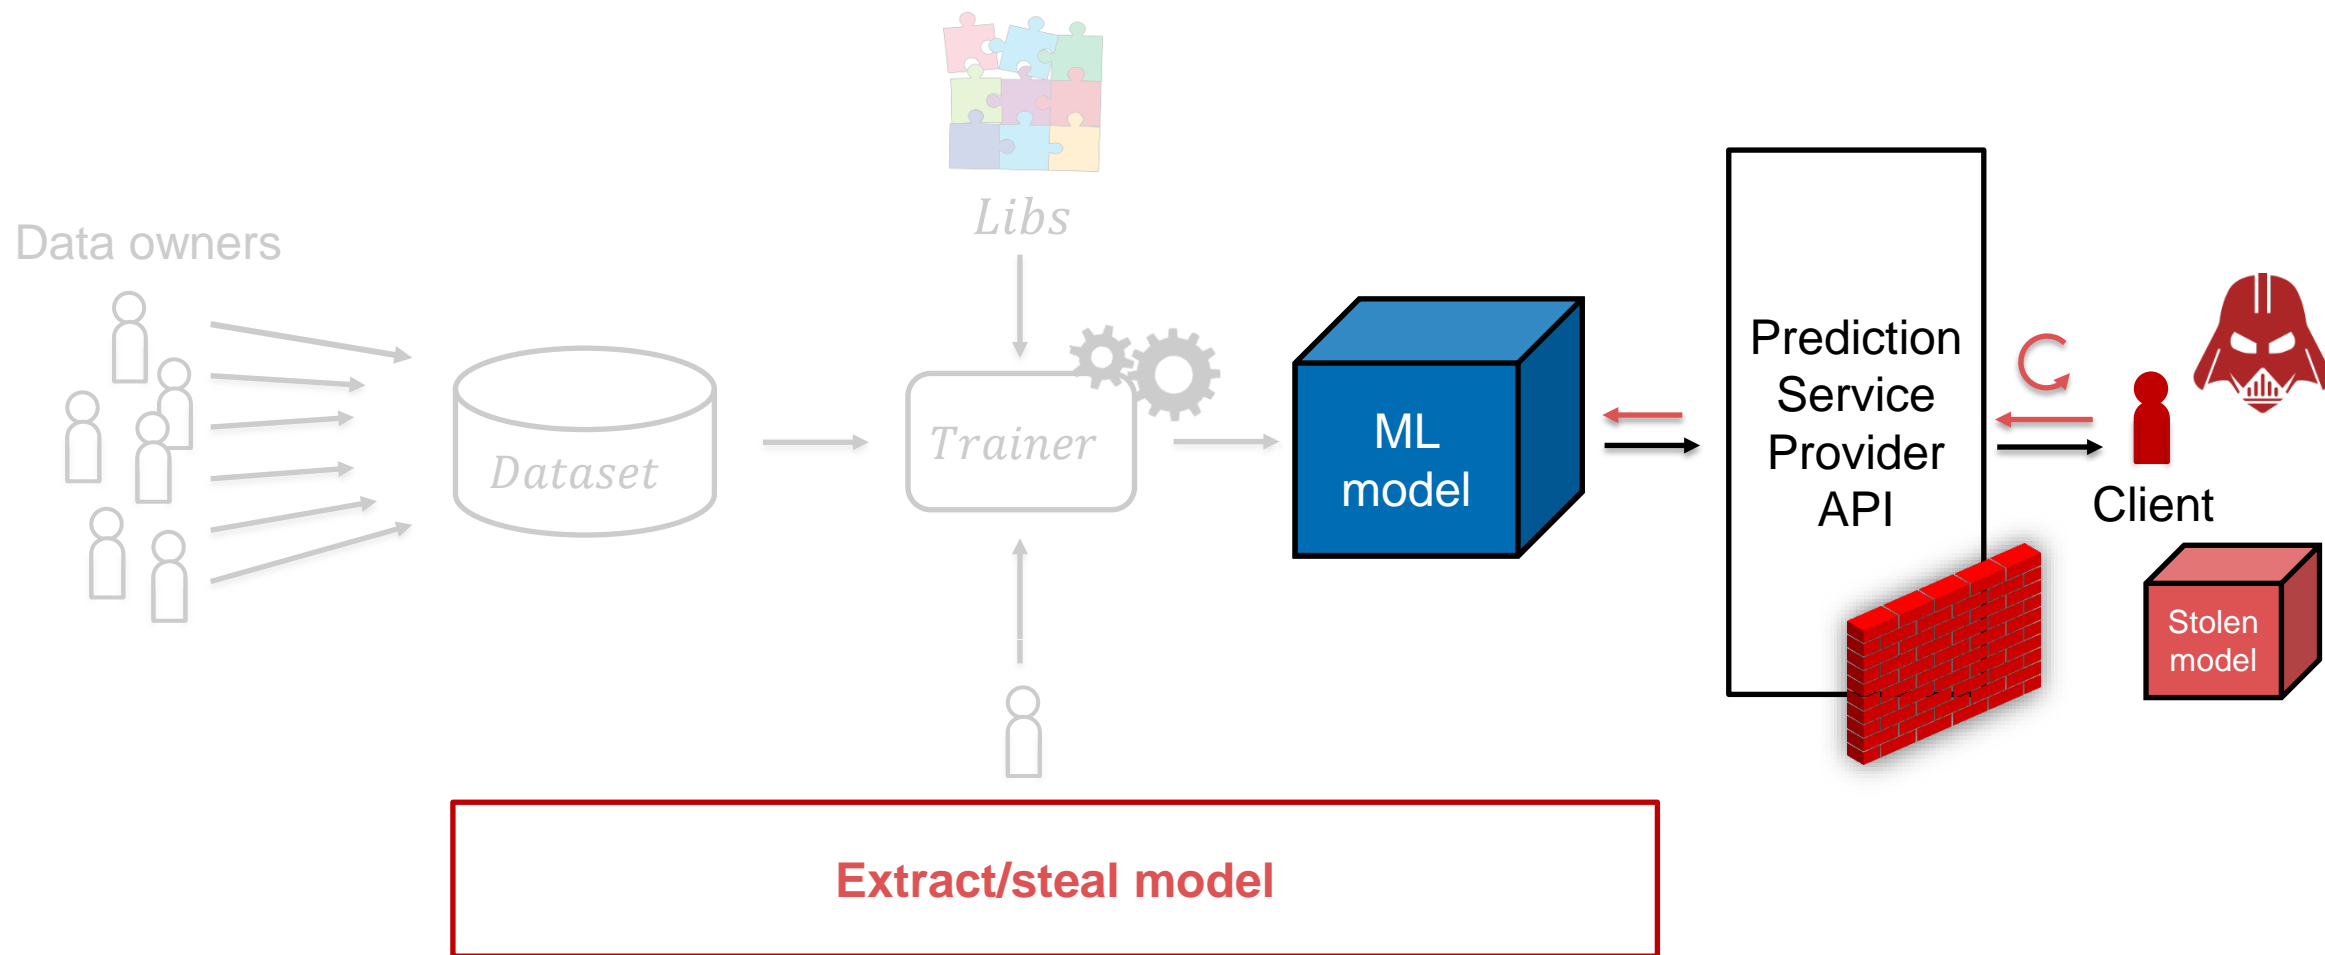 Libs
Data owners
Dataset
Trainer
ML
model
Prediction
Service
Provider
API
Client
Stolen
model
Extract/steal model